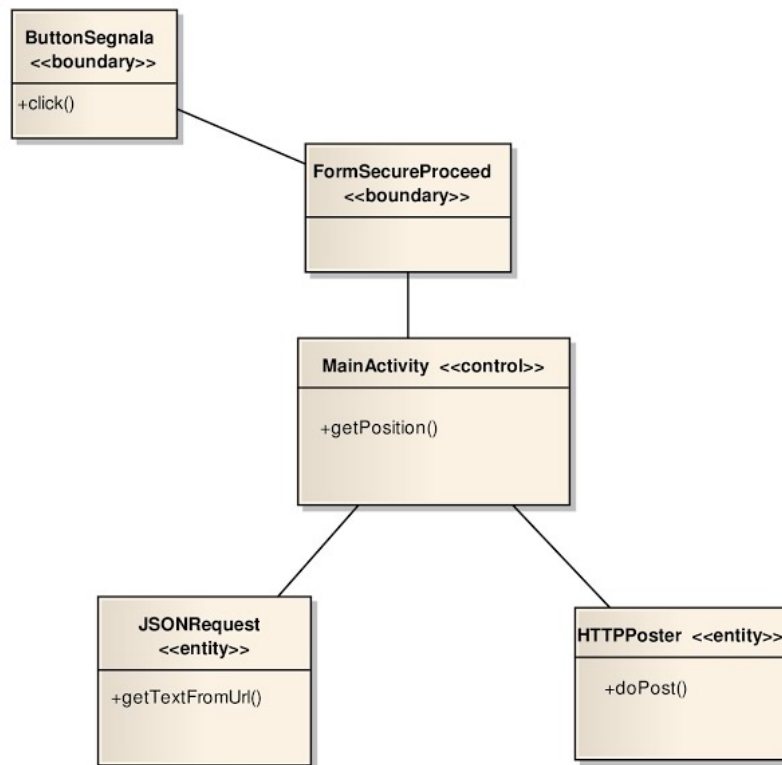 ButtonSegnala
<<boundary>>
+click()
FormSecureProceed
<<boundary>>
MainActivity <<control>>
+getPosition()
JSONRequest
<<entity>>
+getTextFromUrl()
HTTPPoster <<entity>>
+doPost()